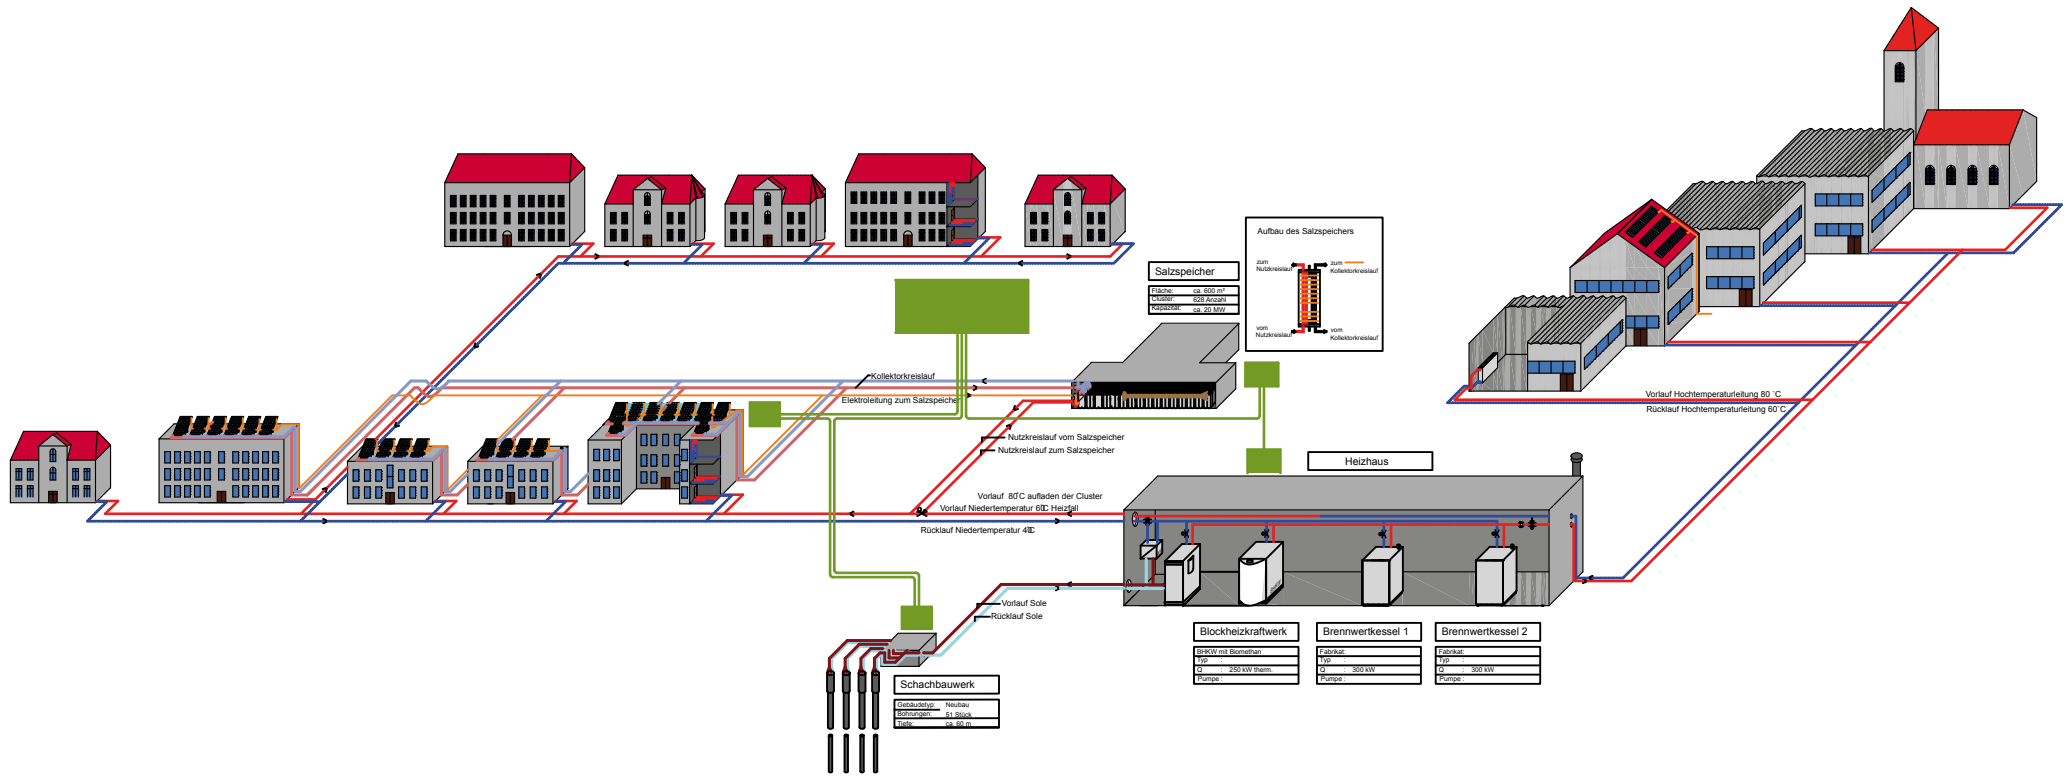 Aufbau des Salzspeichers
zum
Nutzkreislauf
zum
Kollektorkreislauf
vom
Nutzkreislauf
vom
Kollektorkreislauf
Salzspeicher
Fläche: ca. 600 m²
Cluster: 628 Anzahl
Kapazität: ca. 20 MW
Kollektorkreislauf
Elektroleitung zum Salzspeicher
Nutzkreislauf vom Salzspeicher
Nutzkreislauf zum Salzspeicher
Vorlauf Hochtemperaturleitung 80 °C
Rücklauf Hochtemperaturleitung 60°C
Heizhaus
Vorlauf 80°C aufladen der Cluster
Vorlauf Niedertemperatur 60°C Heizfall
Rücklauf Niedertemperatur 40°C
Vorlauf Sole
Rücklauf Sole
Blockheizkraftwerk
BHKW mit Biomethan
Typ :
Q : 250 kW therm.
Pumpe :
Brennwertkessel 1
Fabrikat:
Typ :
Q : 300 kW
Pumpe :
Brennwertkessel 2
Fabrikat:
Typ :
Q : 300 kW
Pumpe :
Schachbauwerk
Gebäudetyp: Neubau
Bohrungen: 51 Stück
Tiefe: ca. 60 m